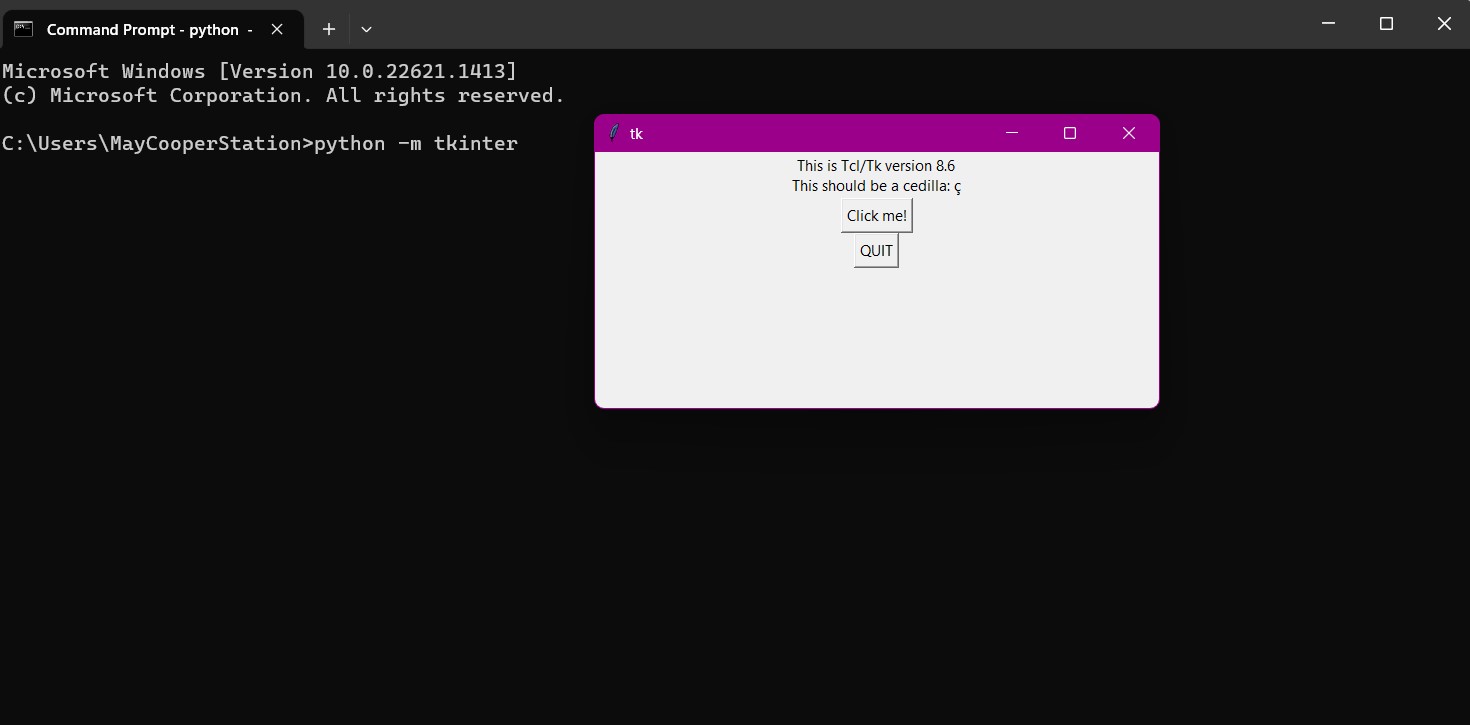 Command Prompt - python  -
Microsoft Windows [Version 10.0.22621.1413]
(c) Microsoft Corporation. All rights reserved.
C:\Users\MayCooperStation>python -m tkinter
tk
This is Tcl/Tk version 8.6
This should be a cedilla: ç
Click me!
QUIT